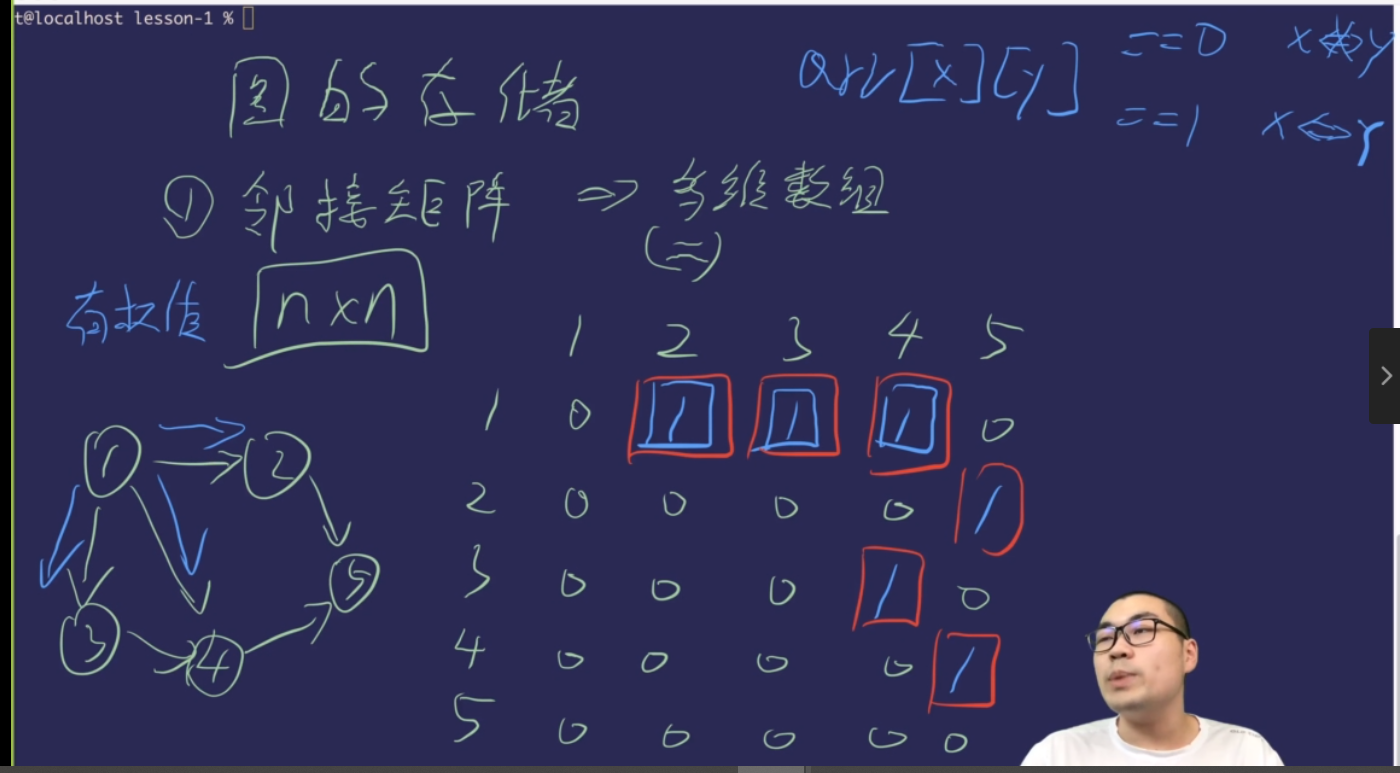 t@localhost lesson-1 %
图的存储
arr[x][y] ==0 x⇎y
==1 x⇔y
① 邻接矩阵 ⇒ 多维数组
(二)
有权值 n×n
1 2 3 4 5
1 0 1 1 1 0
2 0 0 0 0 1
3 0 0 0 1 0
4 0 0 0 0 1
5 0 0 0 0 0
1 2
5
3 4